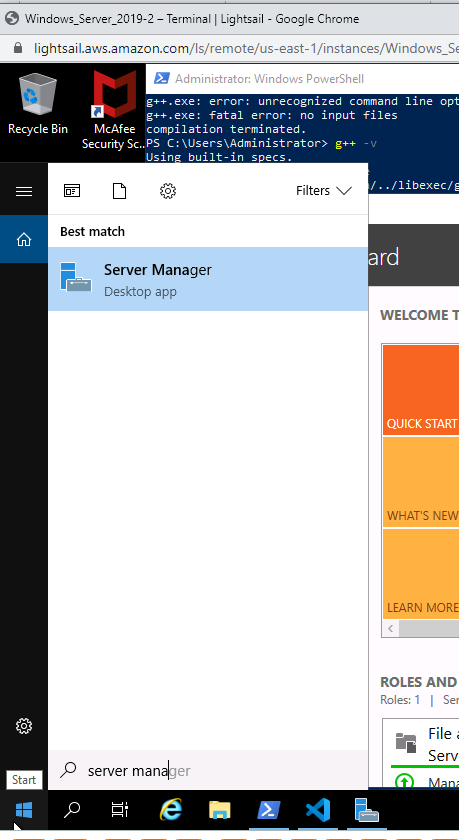 Windows_Server_2019-2 – Terminal | Lightsail - Google Chrome
lightsail.aws.amazon.com/ls/remote/us-east-1/instances/Windows_Se
Recycle Bin
McAfee
Security Sc...
Administrator: Windows PowerShell
g++.exe: error: unrecognized command line opt
g++.exe: fatal error: no input files
compilation terminated.
PS C:\Users\Administrator> g++ -v
Using built-in specs.
/../libexec/g
Filters
Best match
Server Manager
Desktop app
ard
WELCOME T
QUICK START
WHAT'S NEW
LEARN MORE
ROLES AND
Roles: 1 | Ser
File a
Serv
Mana
server manager
Start